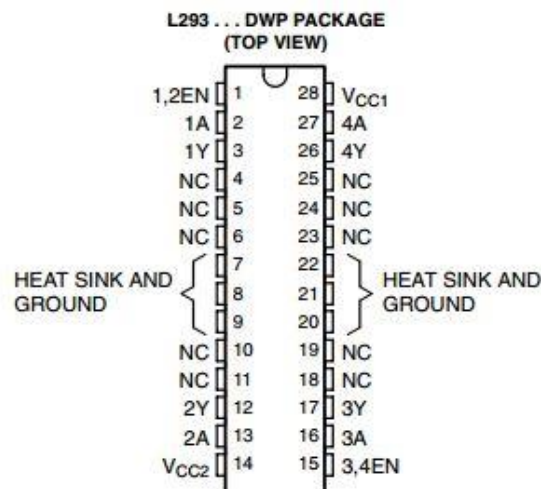 L293 . . . DWP PACKAGE
(TOP VIEW)
1,2EN 1 28 VCC1
1A 2 27 4A
1Y 3 26 4Y
NC 4 25 NC
NC 5 24 NC
NC 6 23 NC
7 22
HEAT SINK AND
GROUND
8 21
HEAT SINK AND
GROUND
9 20
NC 10 19 NC
NC 11 18 NC
2Y 12 17 3Y
2A 13 16 3A
VCC2 14 15 3,4EN